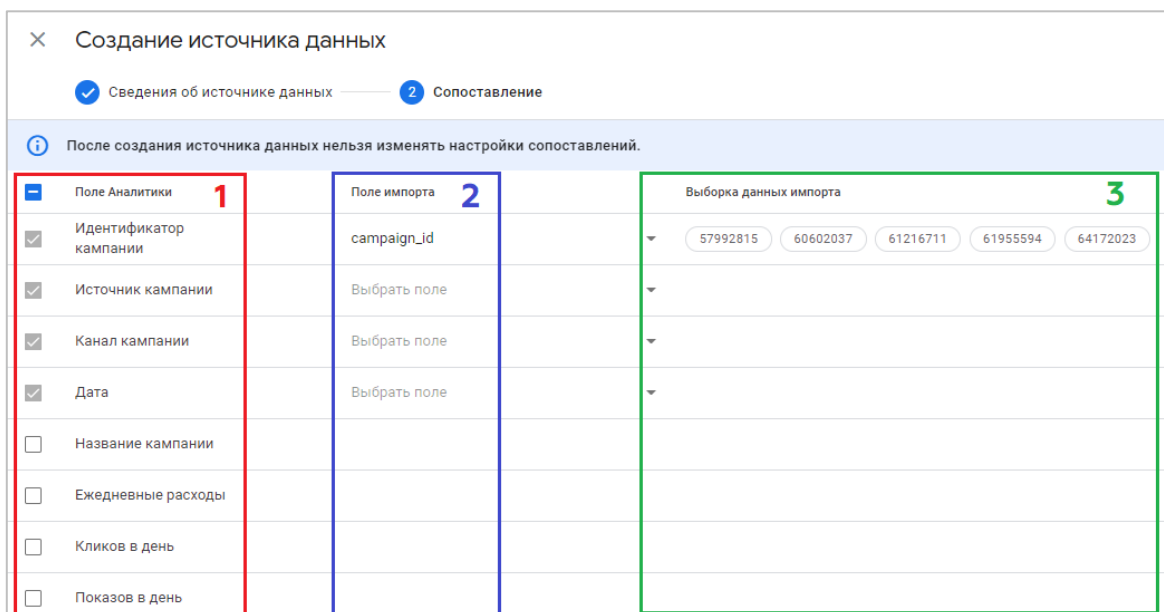 Создание источника данных
Сведения об источнике данных 2 Сопоставление
После создания источника данных нельзя изменять настройки сопоставлений.
Поле Аналитики 1 Поле импорта 2 Выборка данных импорта 3
Идентификатор
кампании
campaign_id 57992815 60602037 61216711 61955594 64172023
Источник кампании Выбрать поле
Канал кампании Выбрать поле
Дата Выбрать поле
Название кампании
Ежедневные расходы
Кликов в день
Показов в день